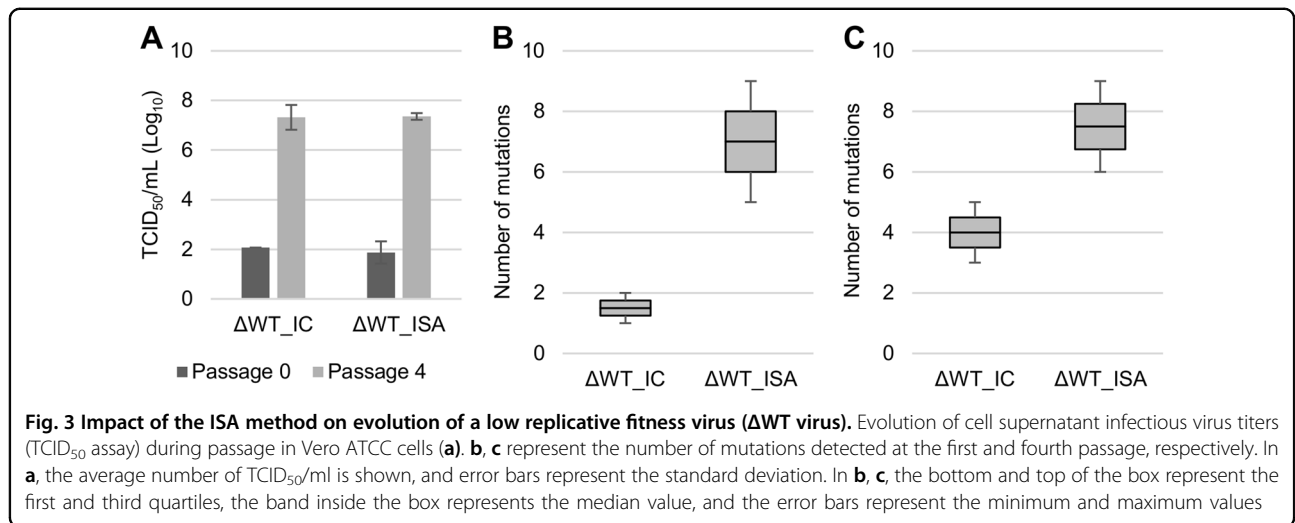 A
10
8
6
4
2
0
TCID50/mL (Log10)
ΔWT_IC
ΔWT_ISA
Passage 0
Passage 4
B
10
8
6
4
2
0
Number of mutations
ΔWT_IC
ΔWT_ISA
C
10
8
6
4
2
0
Number of mutations
ΔWT_IC
ΔWT_ISA
Fig. 3 Impact of the ISA method on evolution of a low replicative fitness virus (ΔWT virus). Evolution of cell supernatant infectious virus titers
(TCID50 assay) during passage in Vero ATCC cells (a). b, c represent the number of mutations detected at the first and fourth passage, respectively. In
a, the average number of TCID50/ml is shown, and error bars represent the standard deviation. In b, c, the bottom and top of the box represent the
first and third quartiles, the band inside the box represents the median value, and the error bars represent the minimum and maximum values